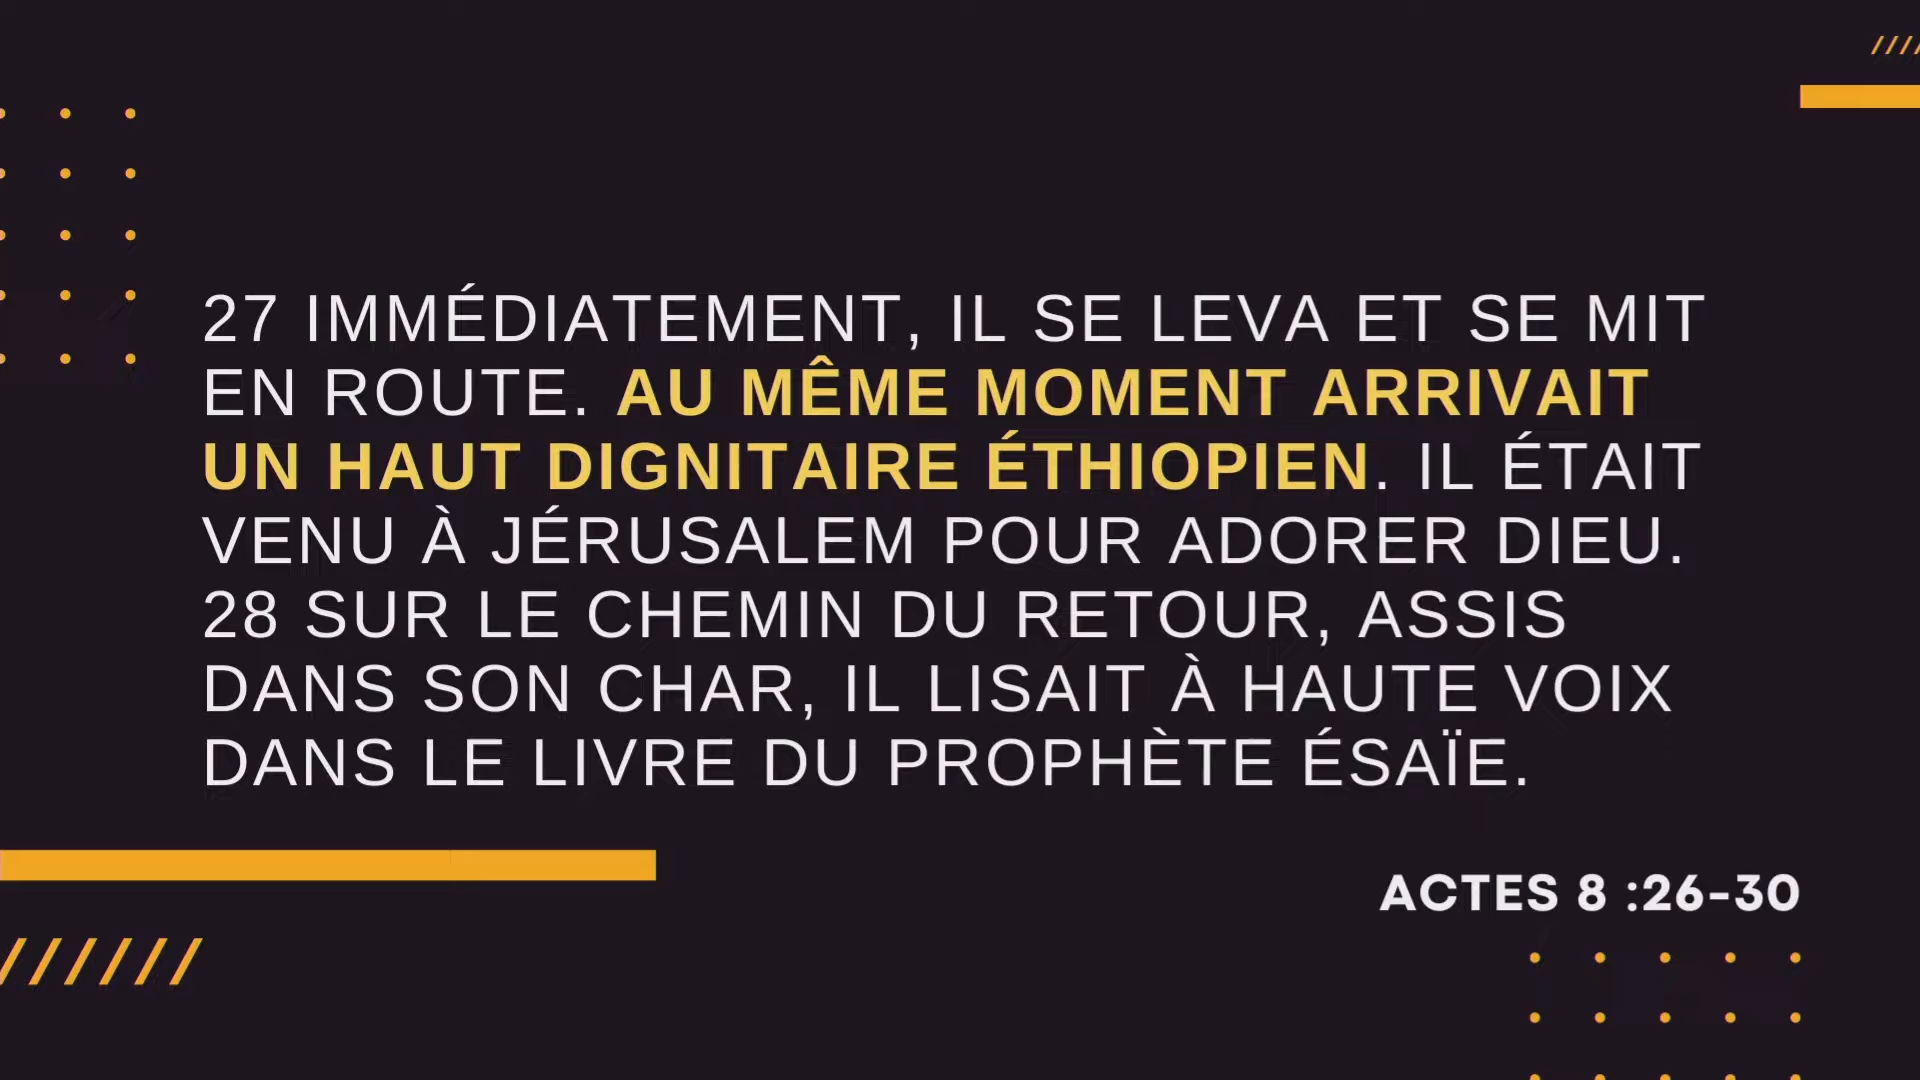 27 IMMÉDIATEMENT, IL SE LEVA ET SE MIT
EN ROUTE. AU MÊME MOMENT ARRIVAIT
UN HAUT DIGNITAIRE ÉTHIOPIEN. IL ÉTAIT
VENU À JÉRUSALEM POUR ADORER DIEU.
28 SUR LE CHEMIN DU RETOUR, ASSIS
DANS SON CHAR, IL LISAIT À HAUTE VOIX
DANS LE LIVRE DU PROPHÈTE ÉSAÏE.
ACTES 8 :26-30